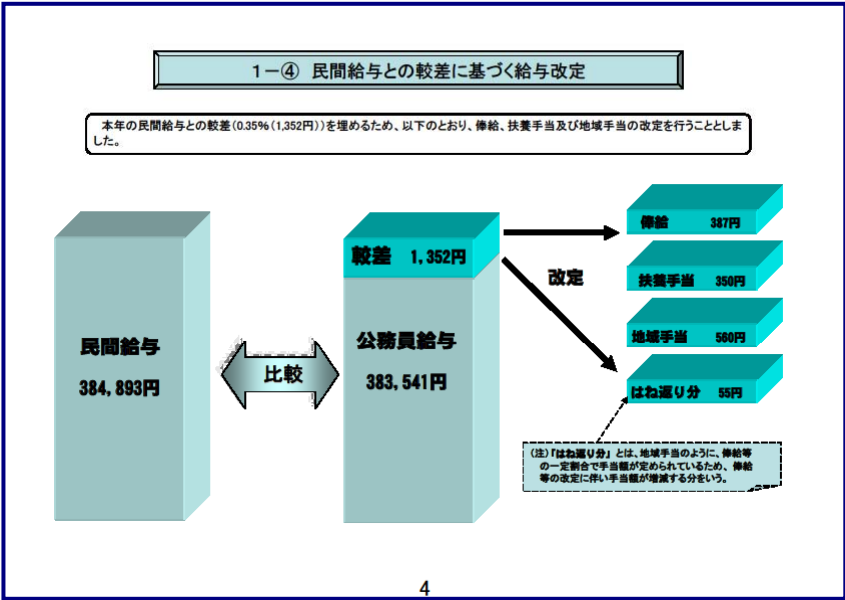 1-④ 民間給与との較差に基づく給与改定
本年の民間給与との較差(0.35%(1,352円))を埋めるため、以下のとおり、俸給、扶養手当及び地域手当の改定を行うこととしま
した。
民間給与
384,893円
比較
較差 1,352円
公務員給与
383,541円
改定
俸給 387円
扶養手当 350円
地域手当 560円
はね返り分 55円
(注)「はね返り分」とは、地域手当のように、俸給等
の一定割合で手当額が定められているため、俸給
等の改定に伴い手当額が増減する分をいう。
4